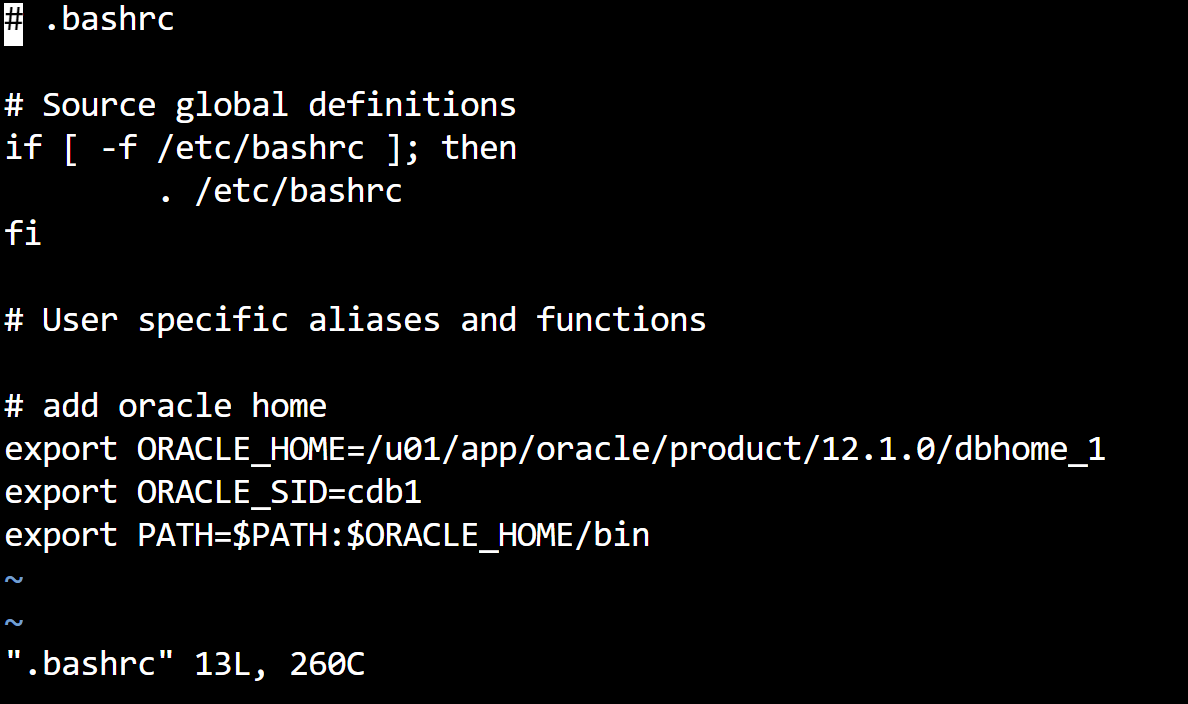 # .bashrc

# Source global definitions
if [ -f /etc/bashrc ]; then
        . /etc/bashrc
fi

# User specific aliases and functions

# add oracle home
export ORACLE_HOME=/u01/app/oracle/product/12.1.0/dbhome_1
export ORACLE_SID=cdb1
export PATH=$PATH:$ORACLE_HOME/bin
~
~
".bashrc" 13L, 260C